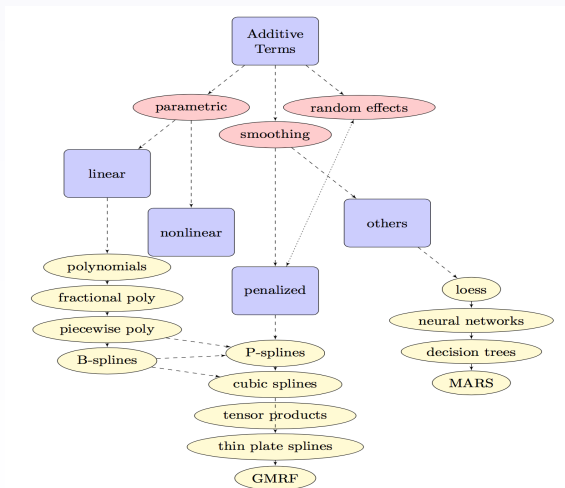 Additive
Terms
parametric
random effects
smoothing
linear
nonlinear
others
polynomials
fractional poly
piecewise poly
B-splines
penalized
P-splines
cubic splines
tensor products
thin plate splines
GMRF
loess
neural networks
decision trees
MARS